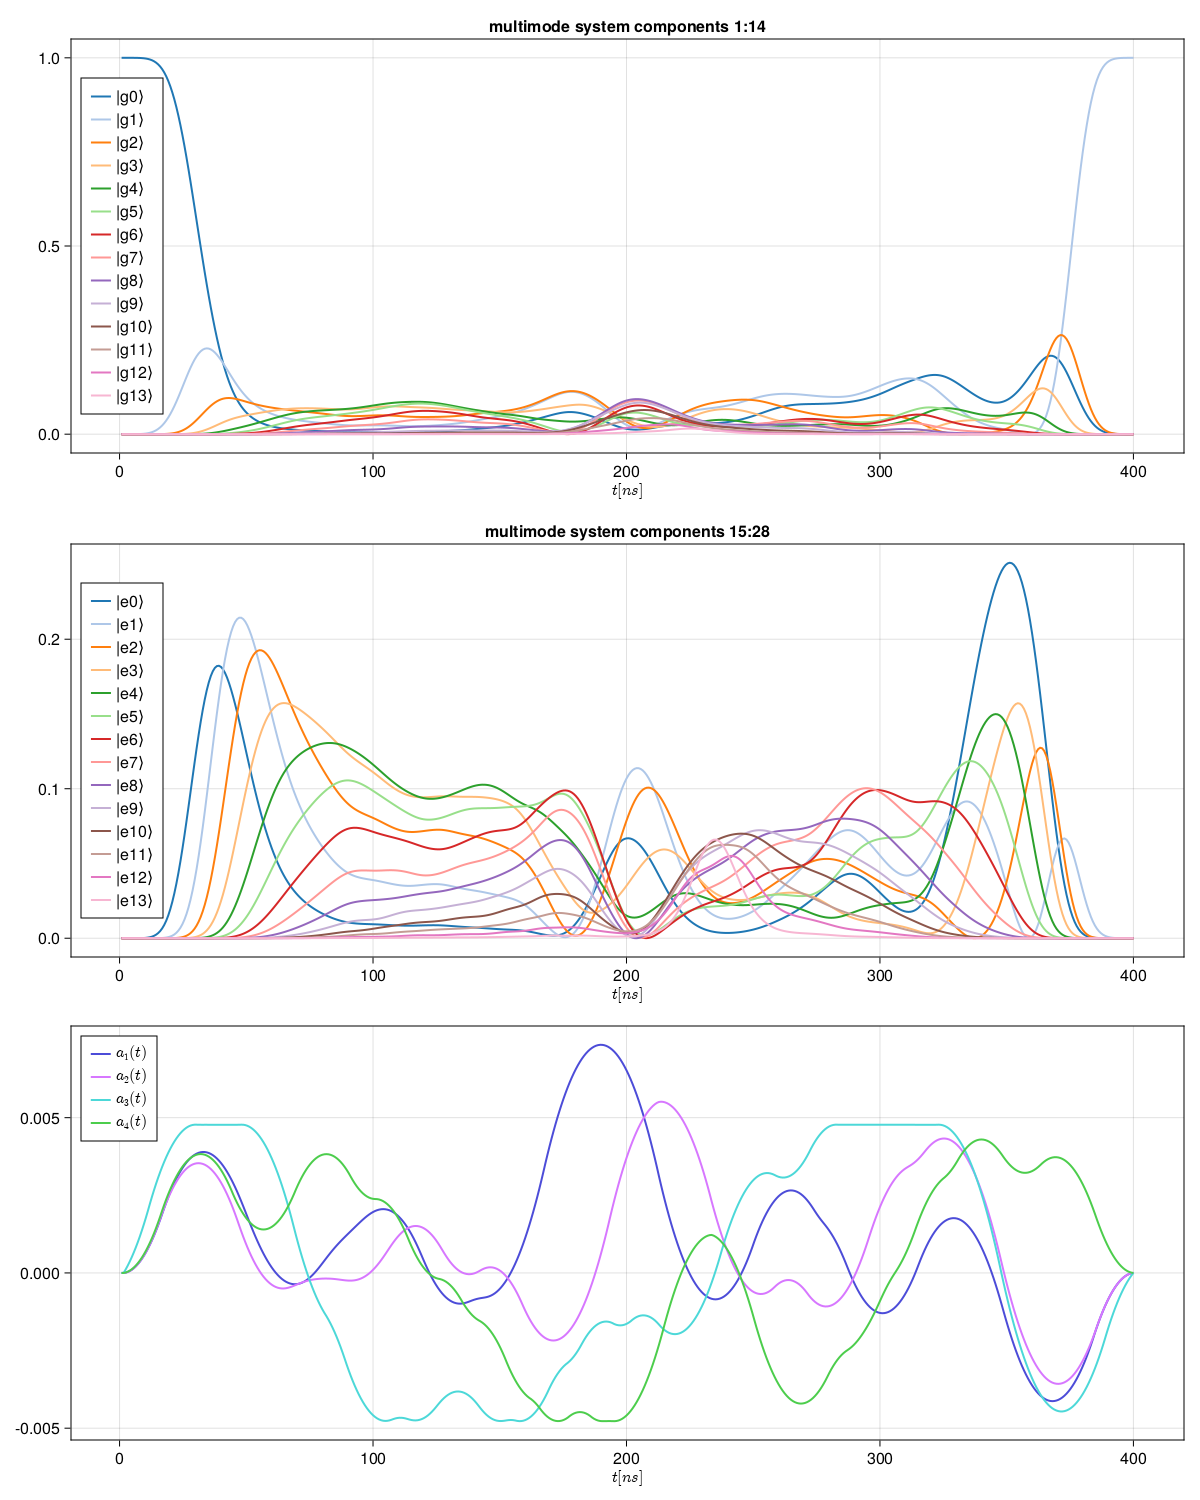 multimode system components 1:14
1.0
0.5
0.0
|g0⟩
|g1⟩
|g2⟩
|g3⟩
|g4⟩
|g5⟩
|g6⟩
|g7⟩
|g8⟩
|g9⟩
|g10⟩
|g11⟩
|g12⟩
|g13⟩
0 100 200 300 400
t[ns]
multimode system components 15:28
0.2
0.1
0.0
|e0⟩
|e1⟩
|e2⟩
|e3⟩
|e4⟩
|e5⟩
|e6⟩
|e7⟩
|e8⟩
|e9⟩
|e10⟩
|e11⟩
|e12⟩
|e13⟩
0 100 200 300 400
t[ns]
0.005
0.000
-0.005
a₁(t)
a₂(t)
a₃(t)
a₄(t)
0 100 200 300 400
t[ns]